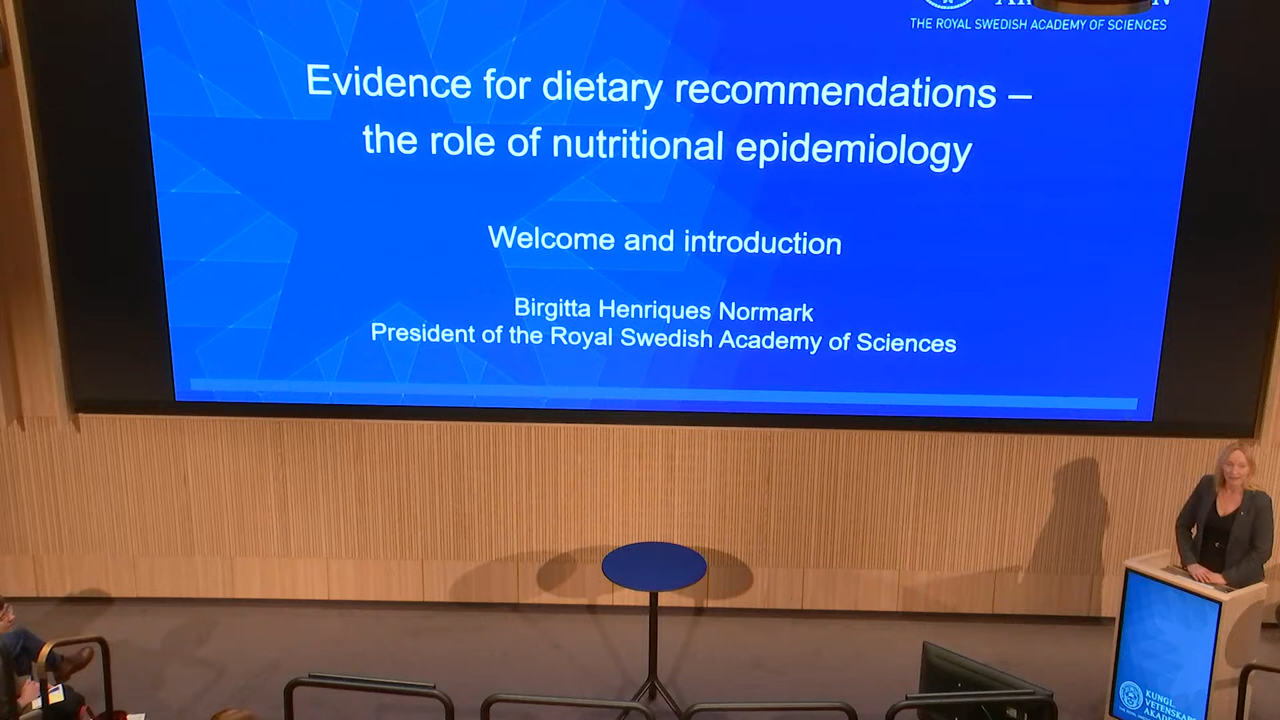 THE ROYAL SWEDISH ACADEMY OF SCIENCES
Evidence for dietary recommendations –
the role of nutritional epidemiology
Welcome and introduction
Birgitta Henriques Normark
President of the Royal Swedish Academy of Sciences
KUNGL.
VETENSKAPS